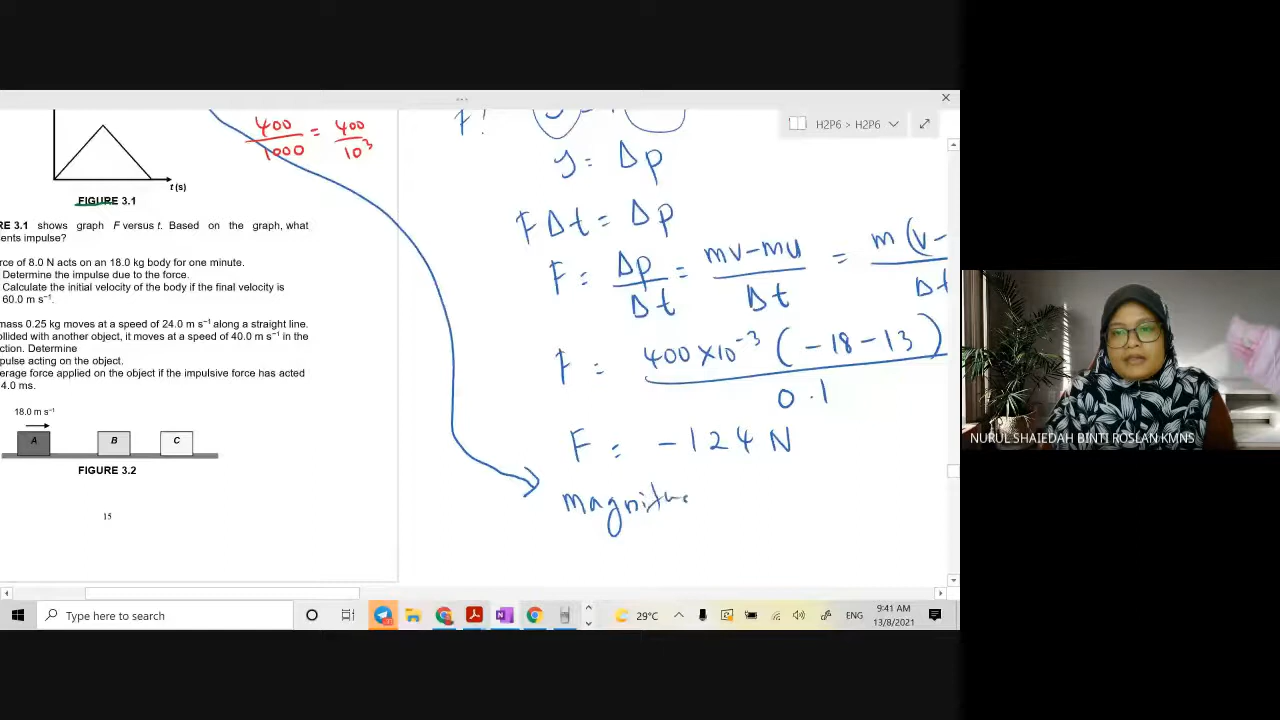 H2P6 > H2P6
F?
400/1000 = 400/10³
J = Δp
t (s)
FIGURE 3.1
FΔt = Δp
RE 3.1 shows graph F versus t. Based on the graph, what
ents impulse?
F = Δp/Δt = mv-mu/Δt = m(v-/Δt
rce of 8.0 N acts on an 18.0 kg body for one minute.
Determine the impulse due to the force.
Calculate the initial velocity of the body if the final velocity is
60.0 m s⁻¹.
mass 0.25 kg moves at a speed of 24.0 m s⁻¹ along a straight line.
ollided with another object, it moves at a speed of 40.0 m s⁻¹ in the
ction. Determine
pulse acting on the object.
erage force applied on the object if the impulsive force has acted
4.0 ms.
F = 400×10⁻³ (-18-13)/0.1
18.0 m s⁻¹
A B C
F = -124 N
FIGURE 3.2
magnitu
15
NURUL SHAIEDAH BINTI ROSLAN KMNS
Type here to search
29°C
ENG
9:41 AM
13/8/2021